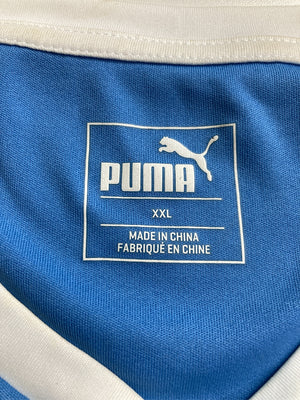 PUMA
XXL
MADE IN CHINA
FABRIQUÉ EN CHINE